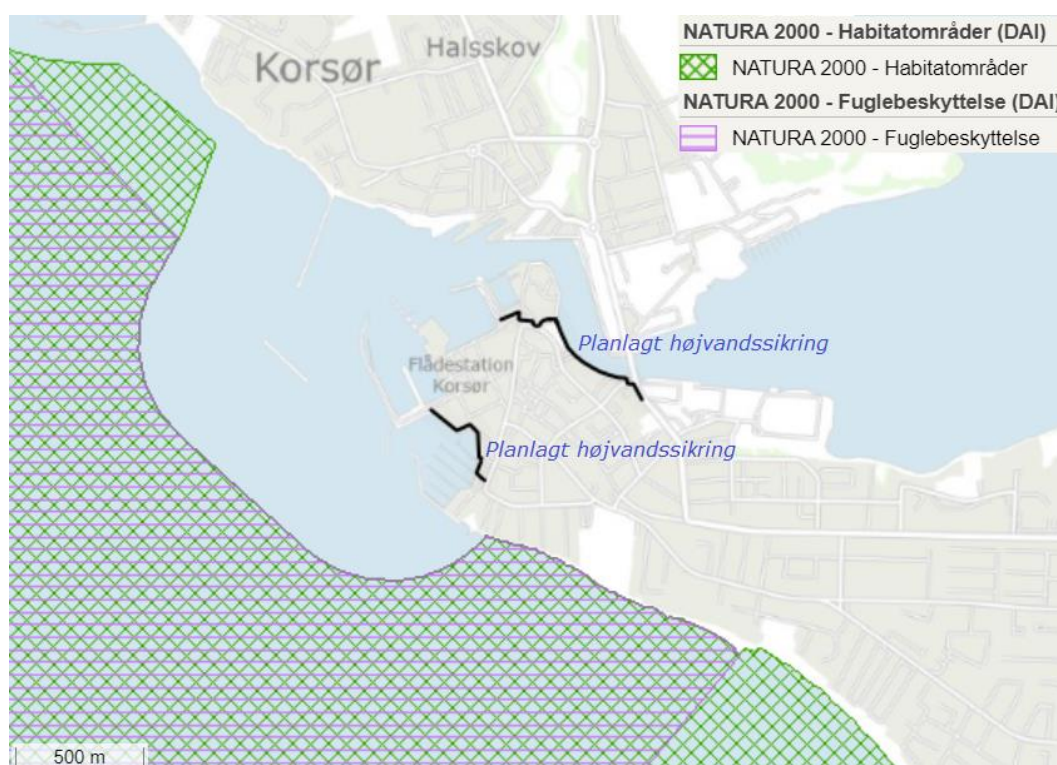 NATURA 2000 - Habitatområder (DAI)
NATURA 2000 - Habitatområder
NATURA 2000 - Fuglebeskyttelse (DAI)
NATURA 2000 - Fuglebeskyttelse
Halsskov
Korsør
Planlagt højvandssikring
Flådestation
Korsør
Planlagt højvandssikring
500 m